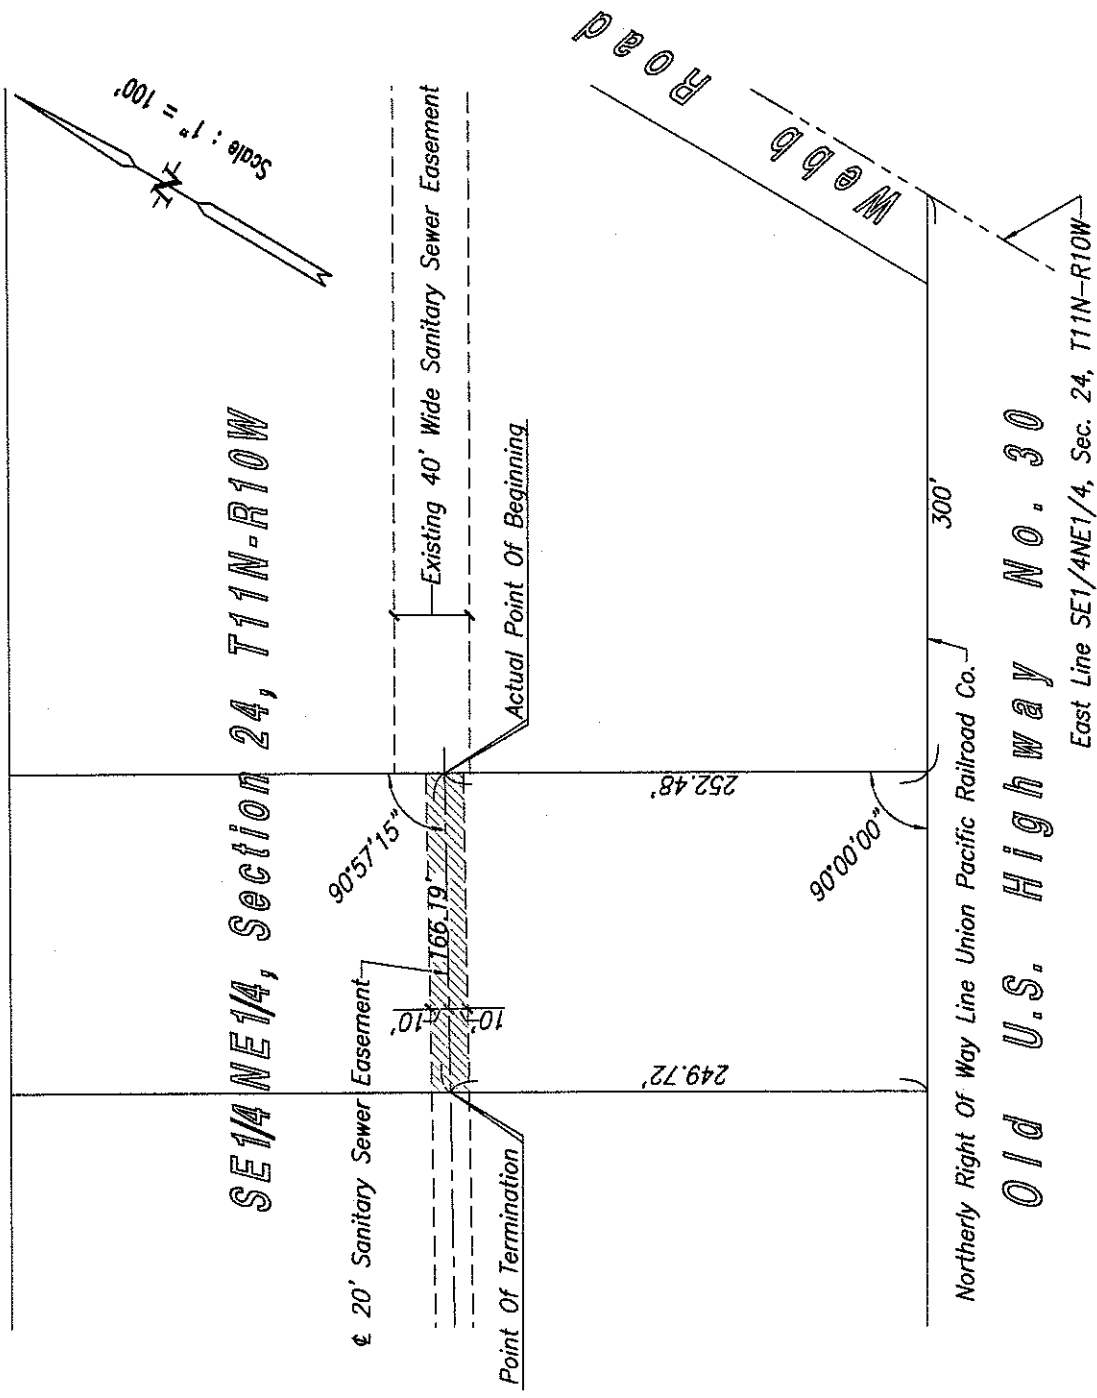 Scale : 1" = 100'
N
SE1/4 NE1/4, Section 24, T11N-R10W
Webb Road
Existing 40' Wide Sanitary Sewer Easement
Actual Point Of Beginning
90°57'15"
166.19'
℄ 20' Sanitary Sewer Easement
10'
10'
252.48'
249.72'
90°00'00"
Point Of Termination
300'
Northerly Right Of Way Line Union Pacific Railroad Co.
Old U.S. Highway No. 30
East Line SE1/4NE1/4, Sec. 24, T11N-R10W